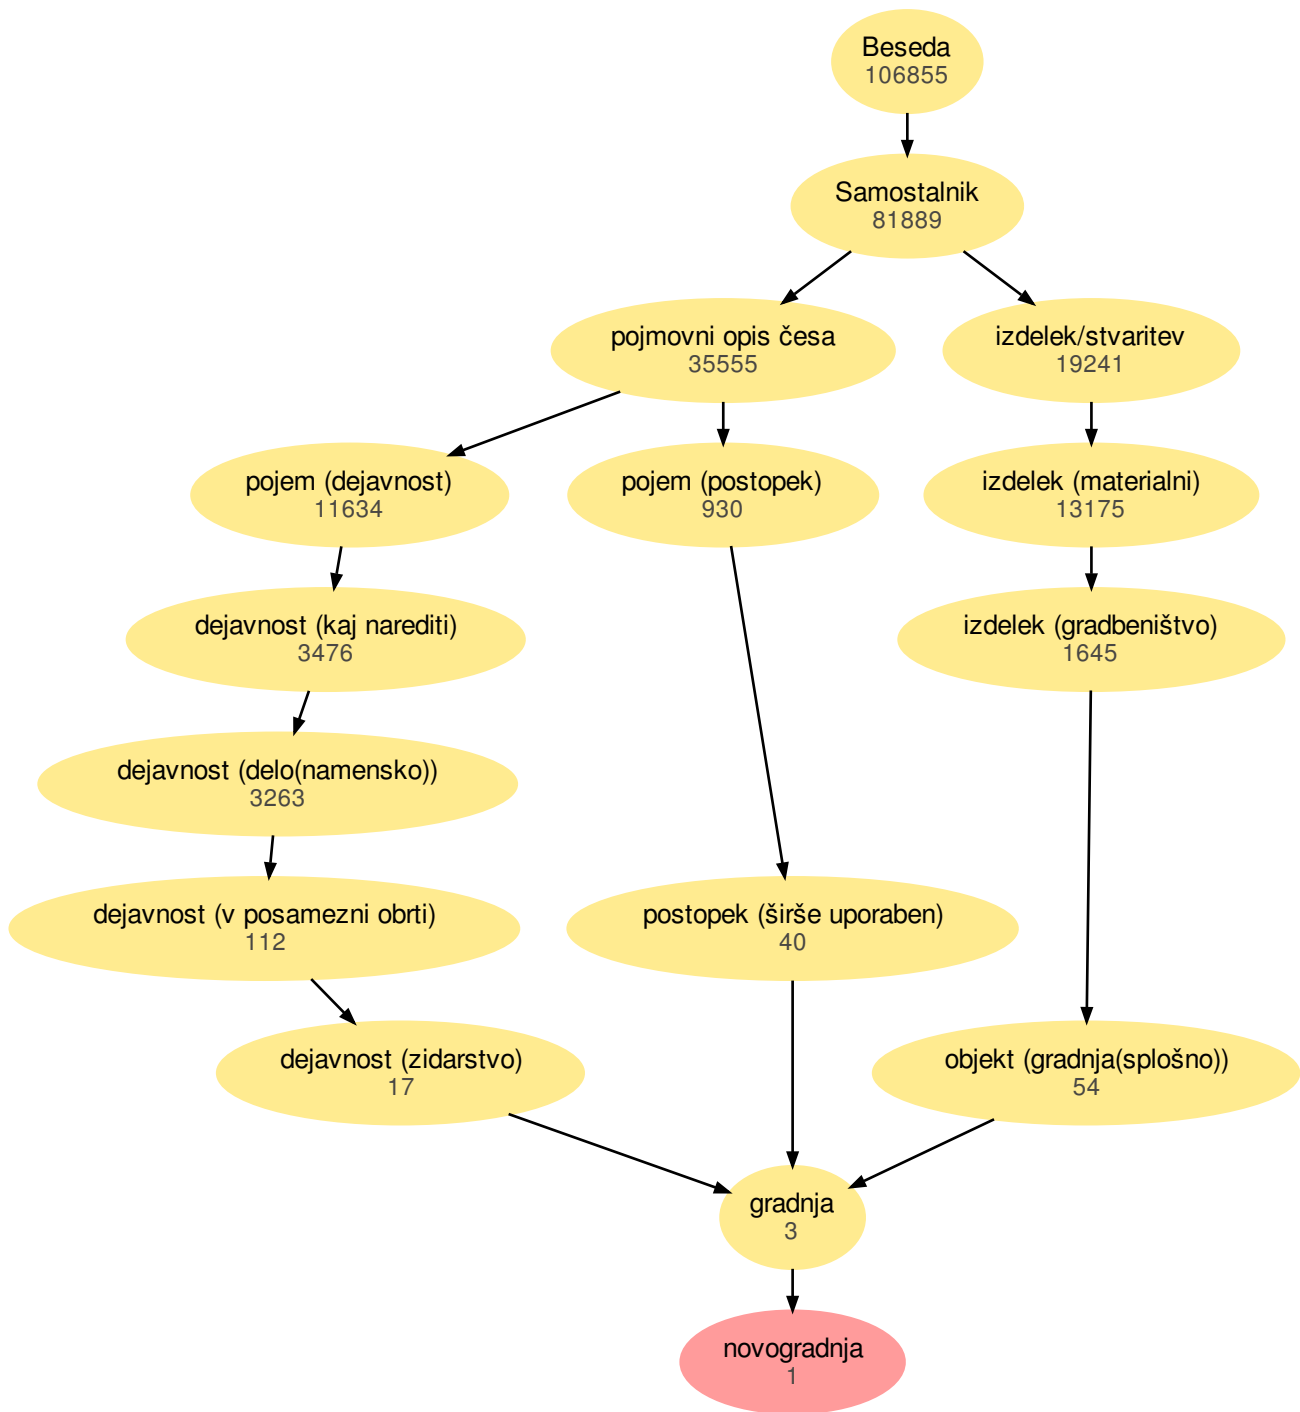 Beseda
106855
Samostalnik
81889
pojmovni opis česa
35555
izdelek/stvaritev
19241
pojem (dejavnost)
11634
pojem (postopek)
930
izdelek (materialni)
13175
dejavnost (kaj narediti)
3476
izdelek (gradbeništvo)
1645
dejavnost (delo(namensko))
3263
dejavnost (v posamezni obrti)
112
postopek (širše uporaben)
40
dejavnost (zidarstvo)
17
objekt (gradnja(splošno))
54
gradnja
3
novogradnja
1